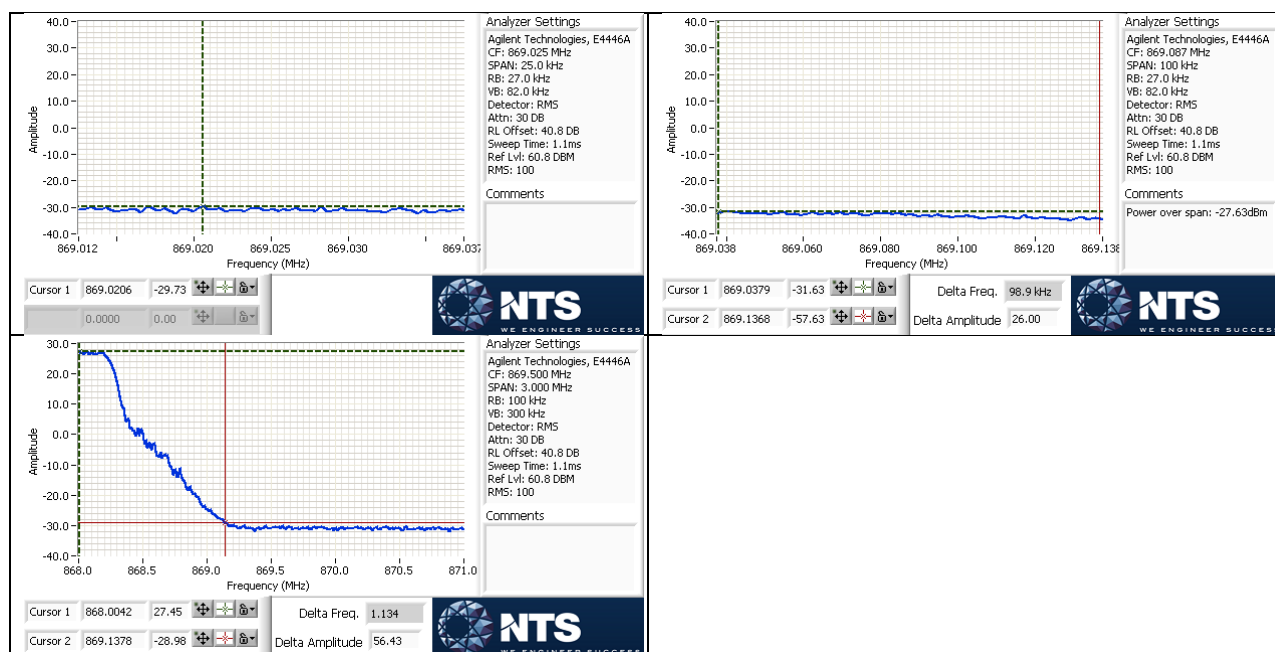 40.0
30.0
20.0
10.0
0.0
-10.0
-20.0
-30.0
-40.0
Amplitude
869.012 869.020 869.025 869.030 869.037
Frequency (MHz)
Analyzer Settings
Agilent Technologies, E4446A
CF: 869.025 MHz
SPAN: 25.0 kHz
RB: 27.0 kHz
VB: 82.0 kHz
Detector: RMS
Attn: 30 DB
RL Offset: 40.8 DB
Sweep Time: 1.1ms
Ref Lvl: 60.8 DBM
RMS: 100
Comments
Cursor 1 869.0206 -29.73
0.0000 0.00
NTS
WE ENGINEER SUCCESS
40.0
30.0
20.0
10.0
0.0
-10.0
-20.0
-30.0
-40.0
Amplitude
869.038 869.060 869.080 869.100 869.120 869.138
Frequency (MHz)
Analyzer Settings
Agilent Technologies, E4446A
CF: 869.087 MHz
SPAN: 100 kHz
RB: 27.0 kHz
VB: 82.0 kHz
Detector: RMS
Attn: 30 DB
RL Offset: 40.8 DB
Sweep Time: 1.1ms
Ref Lvl: 60.8 DBM
RMS: 100
Comments
Power over span: -27.63dBm
Cursor 1 869.0379 -31.63
Cursor 2 869.1368 -57.63
Delta Freq. 98.9 kHz
Delta Amplitude 26.00
NTS
WE ENGINEER SUCCESS
30.0
20.0
10.0
0.0
-10.0
-20.0
-30.0
-40.0
Amplitude
868.0 868.5 869.0 869.5 870.0 870.5 871.0
Frequency (MHz)
Analyzer Settings
Agilent Technologies, E4446A
CF: 869.500 MHz
SPAN: 3.000 MHz
RB: 100 kHz
VB: 300 kHz
Detector: RMS
Attn: 30 DB
RL Offset: 40.8 DB
Sweep Time: 1.1ms
Ref Lvl: 60.8 DBM
RMS: 100
Comments
Cursor 1 868.0042 27.45
Cursor 2 869.1378 -28.98
Delta Freq. 1.134
Delta Amplitude 56.43
NTS